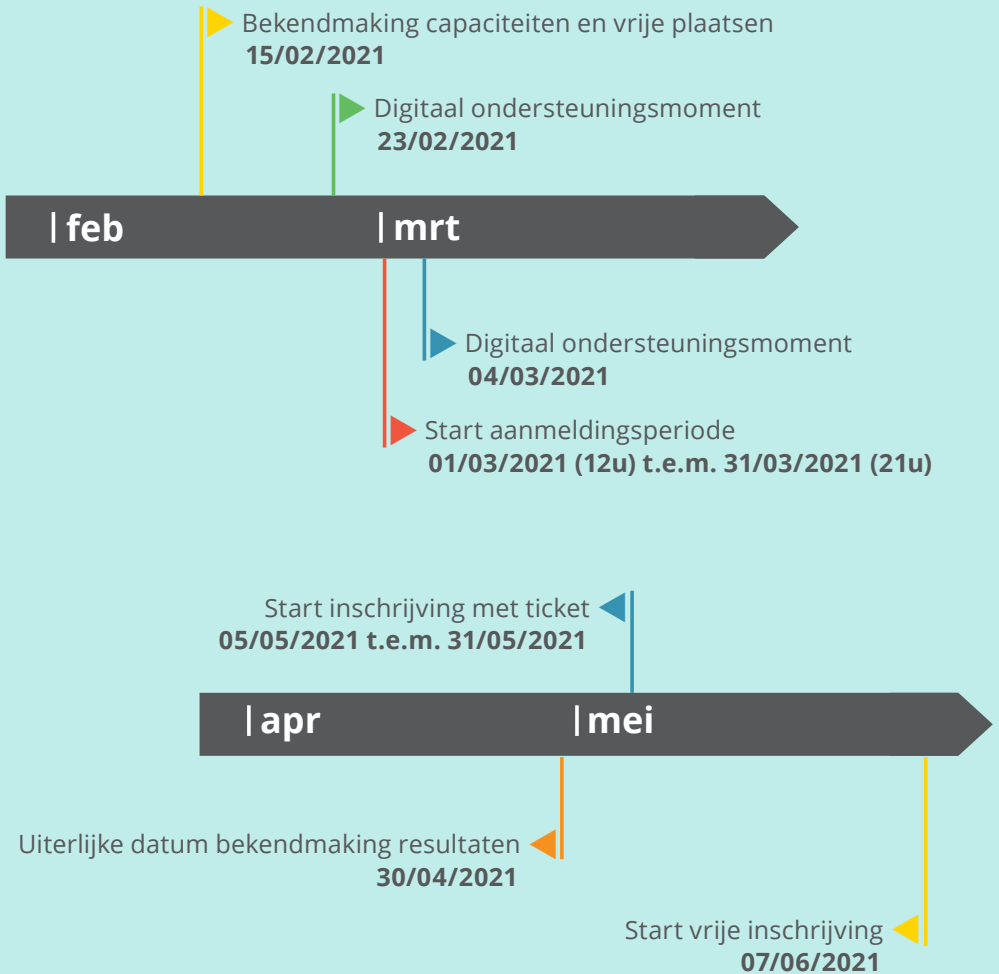 Bekendmaking capaciteiten en vrije plaatsen
15/02/2021
Digitaal ondersteuningsmoment
23/02/2021
| feb
| mrt
Digitaal ondersteuningsmoment
04/03/2021
Start aanmeldingsperiode
01/03/2021 (12u) t.e.m. 31/03/2021 (21u)
Start inschrijving met ticket
05/05/2021 t.e.m. 31/05/2021
| apr
| mei
Uiterlijke datum bekendmaking resultaten
30/04/2021
Start vrije inschrijving
07/06/2021